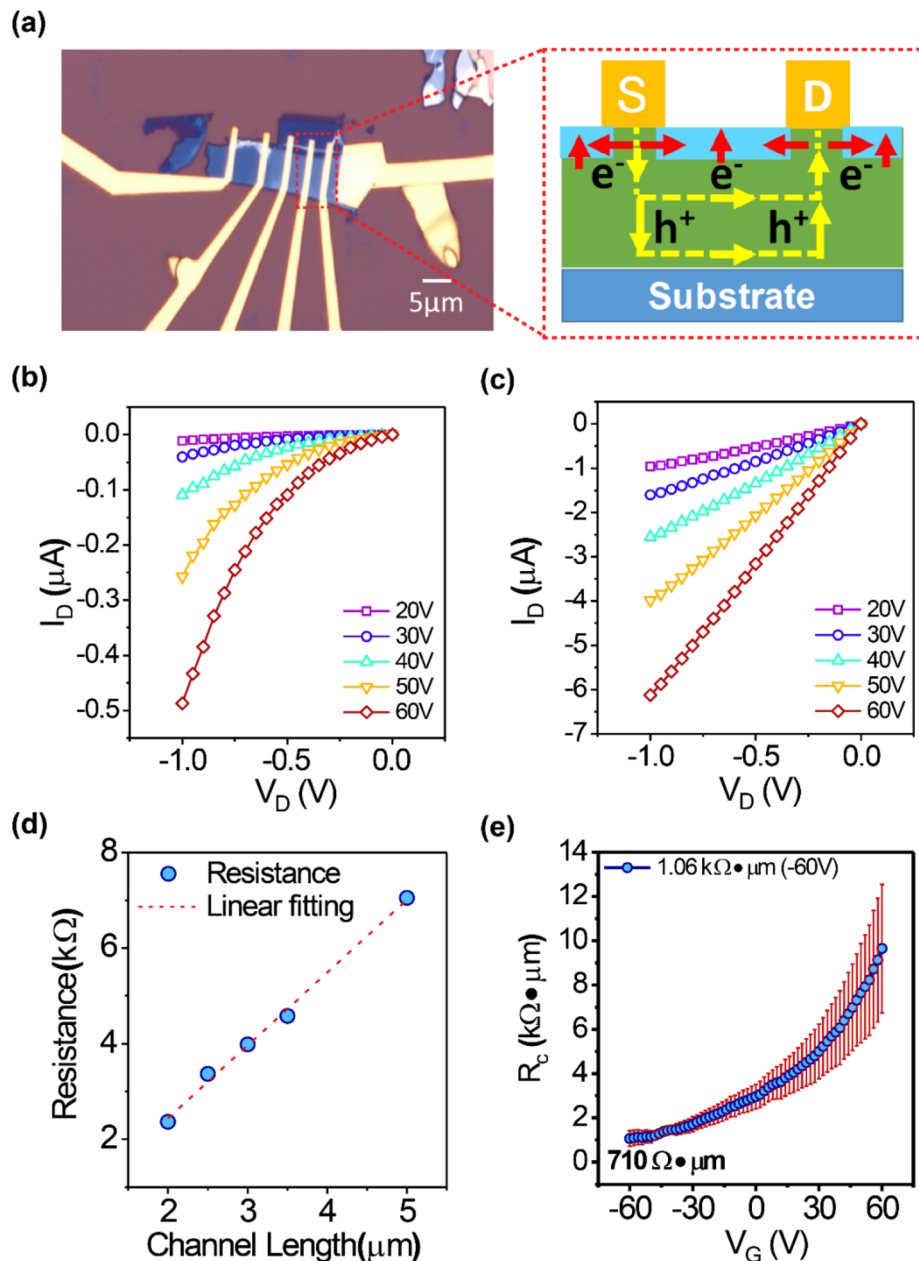 (a)
5μm
S
D
e-
e-
e-
h+
h+
Substrate
(b)
0.0
-0.1
-0.2
-0.3
-0.4
-0.5
I_D (μA)
20V
30V
40V
50V
60V
-1.0 -0.5 0.0
V_D (V)
(c)
0
-1
-2
-3
-4
-5
-6
-7
I_D (μA)
20V
30V
40V
50V
60V
-1.0 -0.5 0.0
V_D (V)
(d)
8
6
4
2
Resistance(kΩ)
Resistance
Linear fitting
2 3 4 5
Channel Length(μm)
(e)
14
12
10
8
6
4
2
0
R_c (kΩ•μm)
1.06 kΩ•μm (-60V)
710 Ω•μm
-60 -30 0 30 60
V_G (V)